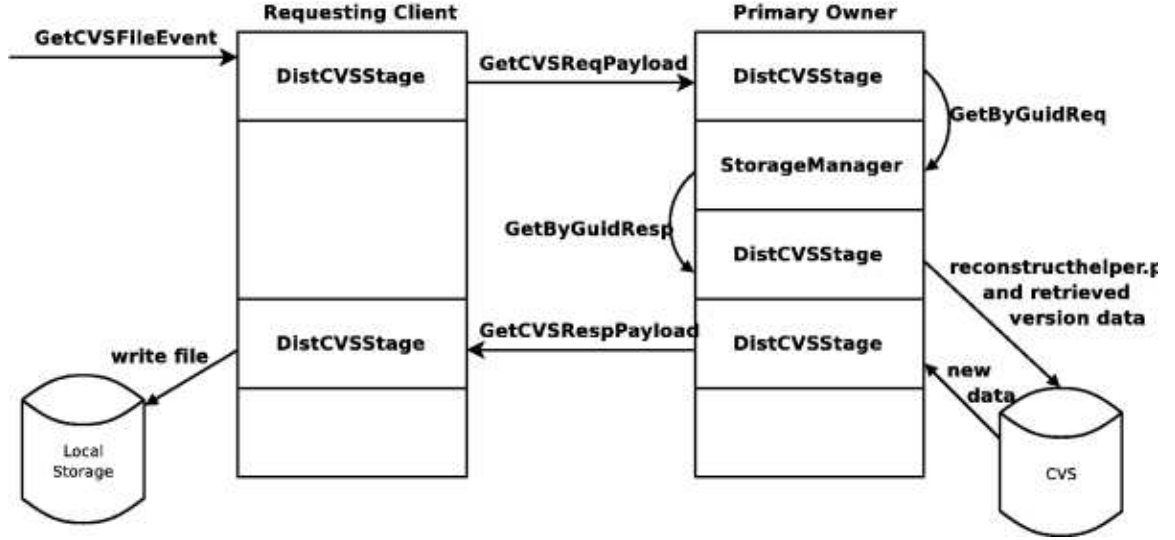 Requesting Client
Primary Owner
GetCVSFileEvent
DistCVSStage
GetCVSReqPayload
DistCVSStage
GetByGuidReq
StorageManager
GetByGuidResp
DistCVSStage
reconstructhelper.p
and retrieved
version data
DistCVSStage
GetCVSRespPayload
DistCVSStage
write file
new
data
Local
Storage
CVS